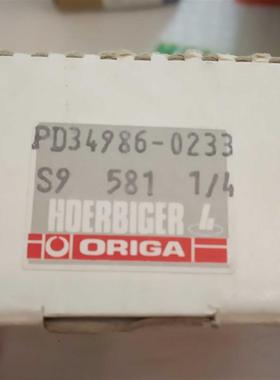 PD34986-0233
S9 581 1/4
HOERBIGER
ORIGA